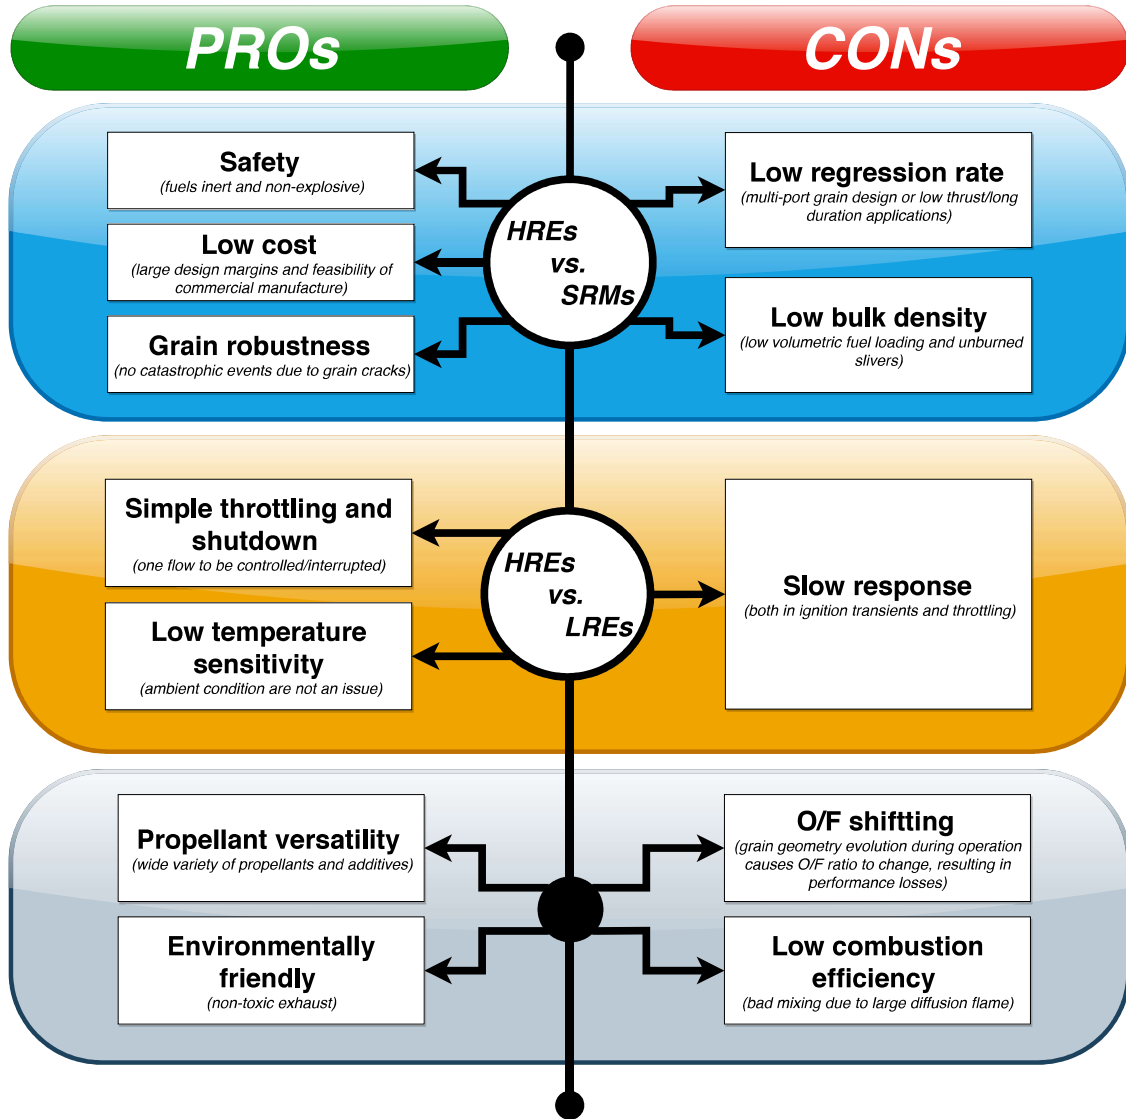 PROs
CONs
Safety
(fuels inert and non-explosive)
Low cost
(large design margins and feasibility of
commercial manufacture)
Grain robustness
(no catastrophic events due to grain cracks)
HREs
vs.
SRMs
Low regression rate
(multi-port grain design or low thrust/long
duration applications)
Low bulk density
(low volumetric fuel loading and unburned
slivers)
Simple throttling and
shutdown
(one flow to be controlled/interrupted)
Low temperature
sensitivity
(ambient condition are not an issue)
HREs
vs.
LREs
Slow response
(both in ignition transients and throttling)
Propellant versatility
(wide variety of propellants and additives)
Environmentally
friendly
(non-toxic exhaust)
O/F shiftting
(grain geometry evolution during operation
causes O/F ratio to change, resulting in
performance losses)
Low combustion
efficiency
(bad mixing due to large diffusion flame)